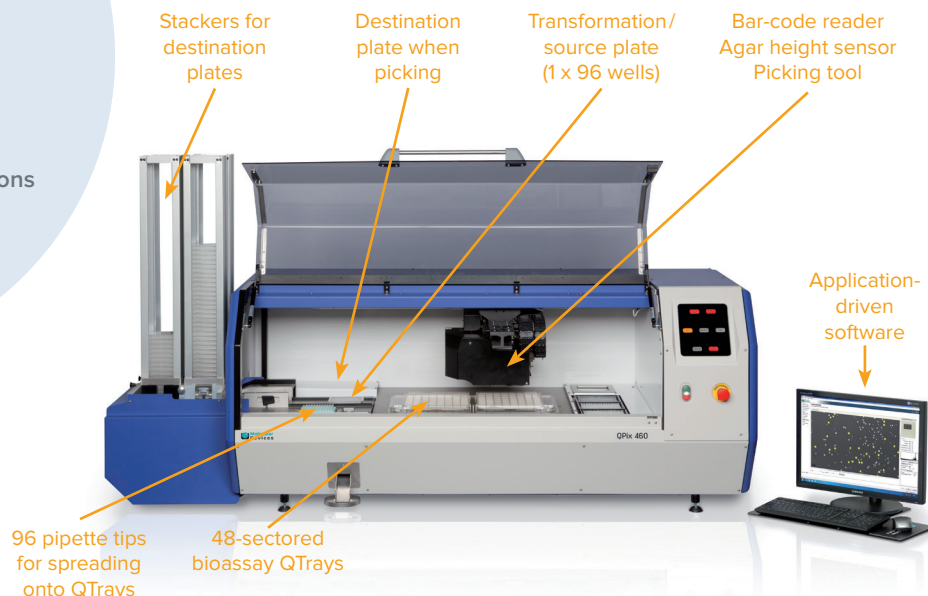 Stackers for
destination
plates
Destination
plate when
picking
Transformation/
source plate
(1 x 96 wells)
Bar-code reader
Agar height sensor
Picking tool
ons
Application-
driven
software
QPix 460
96 pipette tips
for spreading
onto QTrays
48-sectored
bioassay QTrays